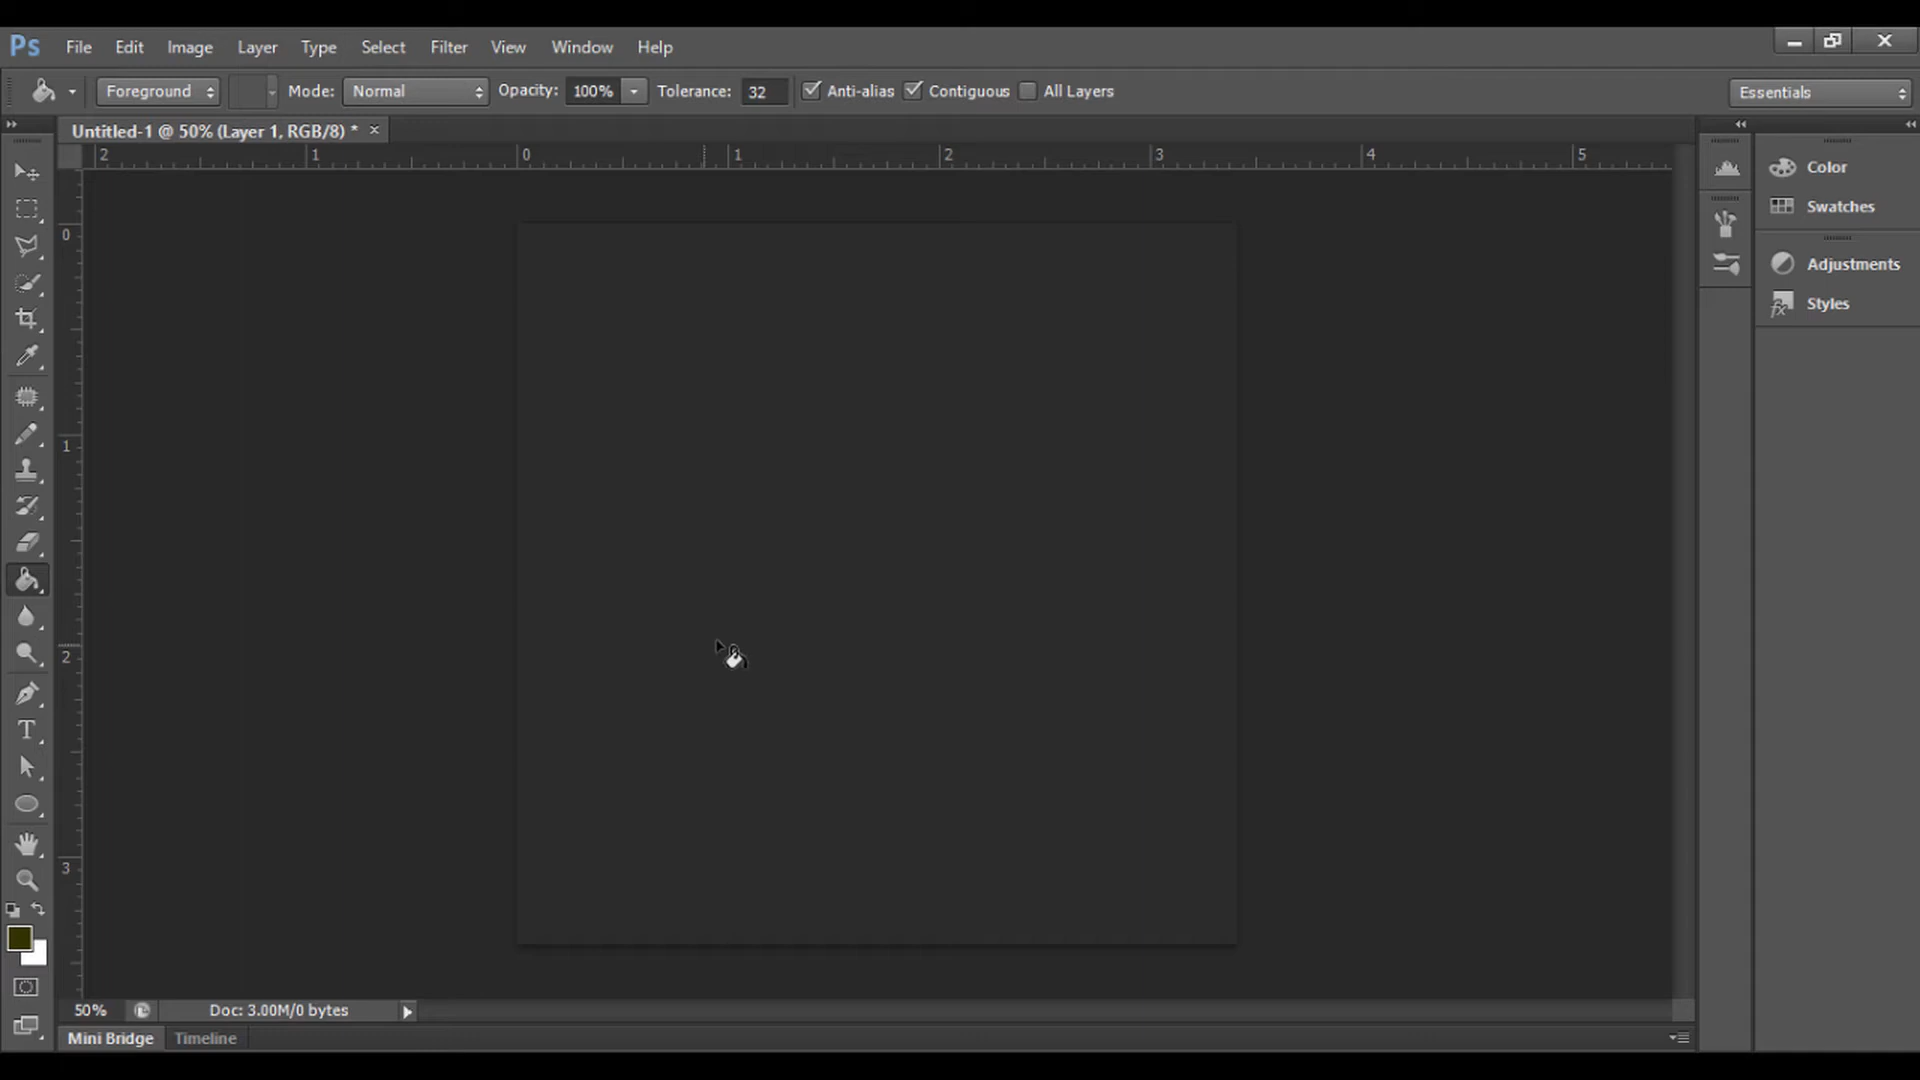 Ps File Edit Image Layer Type Select Filter View Window Help
Foreground Mode: Normal Opacity: 100% Tolerance: 32 Anti-alias Contiguous All Layers Essentials
Untitled-1 @ 50% (Layer 1, RGB/8) *
2 1 0 1 2 3 4 5
Color
Swatches
0
Adjustments
Styles
1
2
T
3
50% Doc: 3.00M/0 bytes
Mini Bridge Timeline